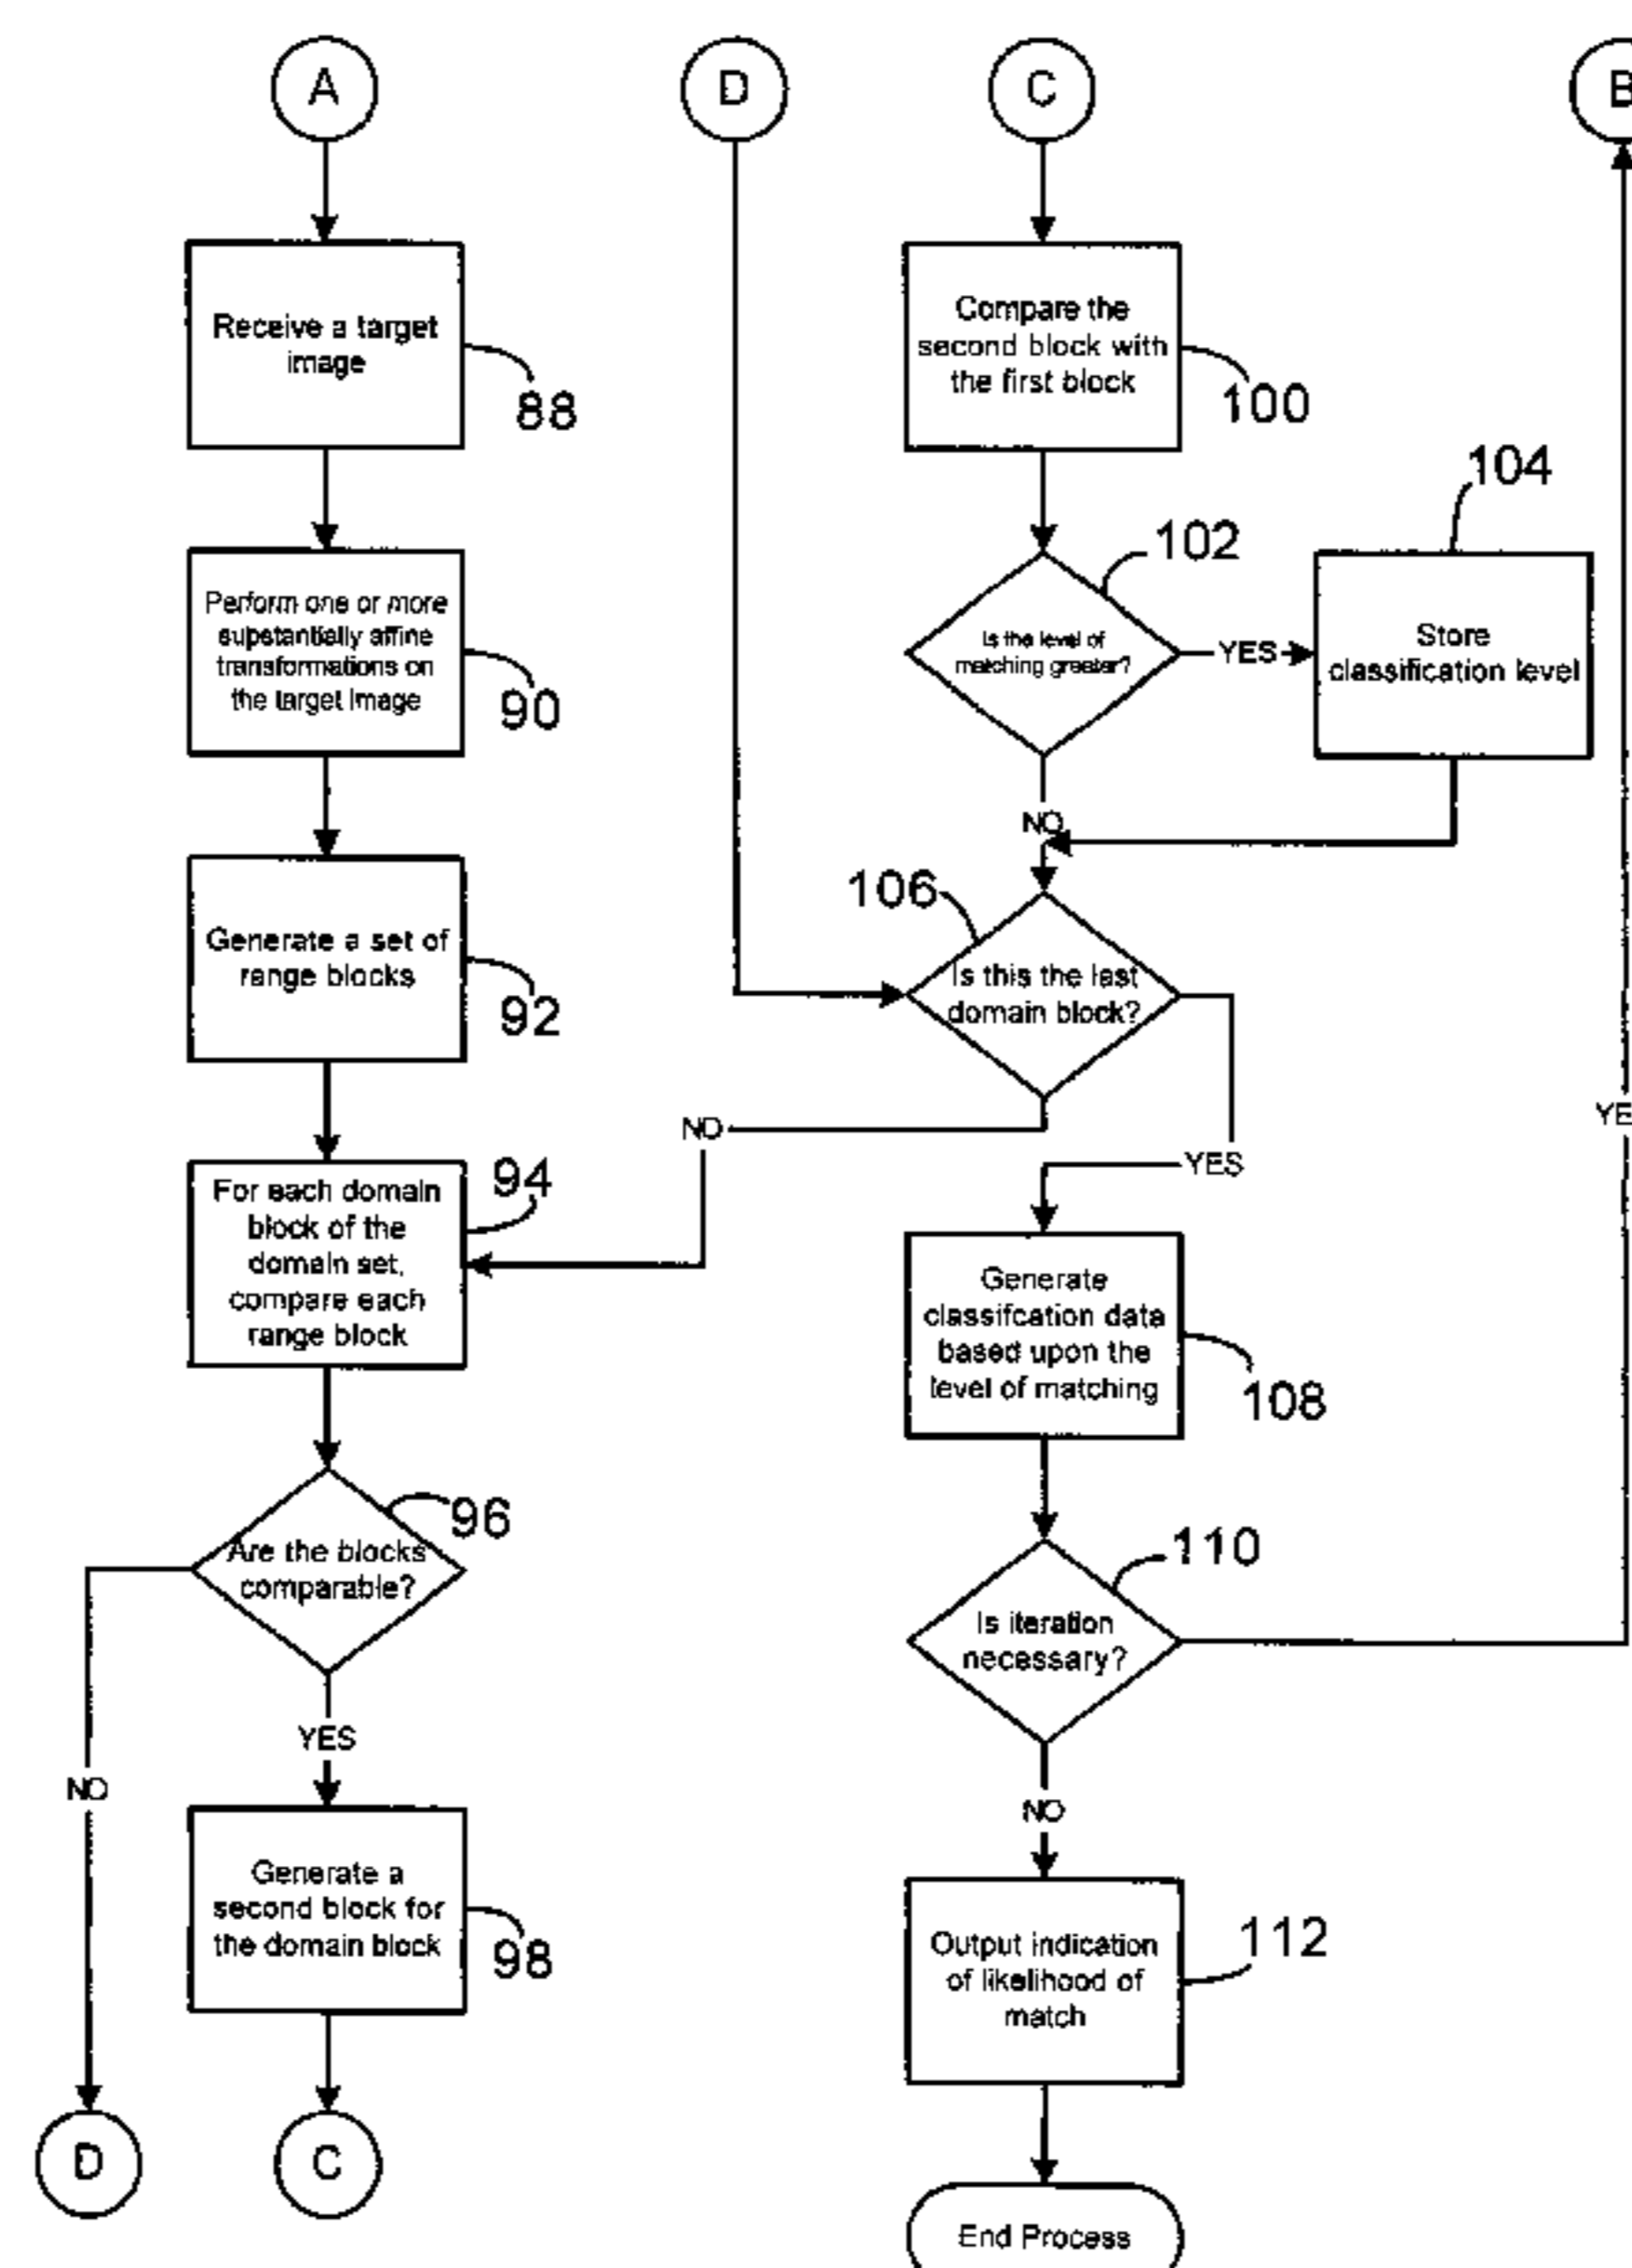 A
D
C
B
Receive a target
image
88
Perform one or more
substantially affine
transformations on
the target image
90
Generate a set of
range blocks
92
For each domain
block of the
domain set,
compare each
range block
94
Are the blocks
comparable?
96
NO
YES
Generate a
second block for
the domain block
98
D
C
Compare the
second block with
the first block
100
Is the level of
matching greater?
102
YES
104
Store
classification level
NO
106
Is this the last
domain block?
NO
YES
Generate
classifcation data
based upon the
level of matching
108
Is iteration
necessary?
110
YE
NO
Output indication
of likelihood of
match
112
End Process